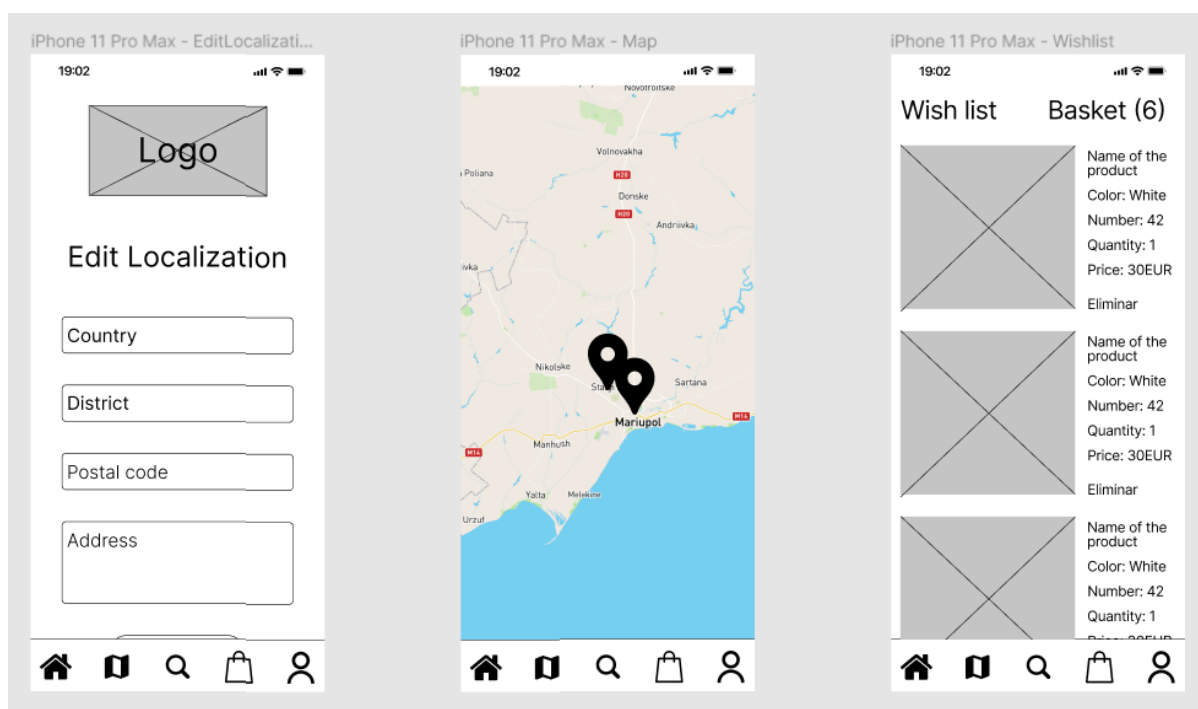 iPhone 11 Pro Max - EditLocalizati...
19:02
Logo
Edit Localization
Country
District
Postal code
Address
iPhone 11 Pro Max - Map
19:02
Novotroitske
Volnovakha
Poliana
H20
Donske
H20
Andriivka
ivka
Nikolske
Sartana
Mariupol
M14
Manhush
M14
Yalta
Melekine
Urzuf
iPhone 11 Pro Max - Wishlist
19:02
Wish list
Basket (6)
Name of the
product
Color: White
Number: 42
Quantity: 1
Price: 30EUR
Eliminar
Name of the
product
Color: White
Number: 42
Quantity: 1
Price: 30EUR
Eliminar
Name of the
product
Color: White
Number: 42
Quantity: 1
Price: 30EUR